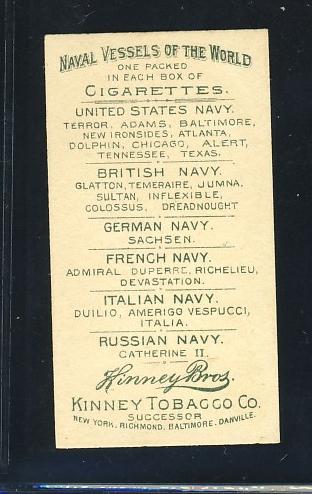 NAVAL VESSELS OF THE WORLD
ONE PACKED
IN EACH BOX OF
CIGARETTES.
UNITED STATES NAVY.
TERROR, ADAMS, BALTIMORE,
NEW IRONSIDES, ATLANTA,
DOLPHIN, CHICAGO, ALERT,
TENNESSEE, TEXAS.
BRITISH NAVY.
GLATTON, TEMERAIRE, JUMNA,
SULTAN, INFLEXIBLE,
COLOSSUS, DREADNOUGHT
GERMAN NAVY.
SACHSEN.
FRENCH NAVY.
ADMIRAL DUPERRE, RICHELIEU,
DEVASTATION.
ITALIAN NAVY.
DUILIO, AMERIGO VESPUCCI,
ITALIA.
RUSSIAN NAVY.
CATHERINE II.
Kinney Bros.
KINNEY TOBACCO CO.
SUCCESSOR
NEW YORK, RICHMOND, BALTIMORE, DANVILLE.